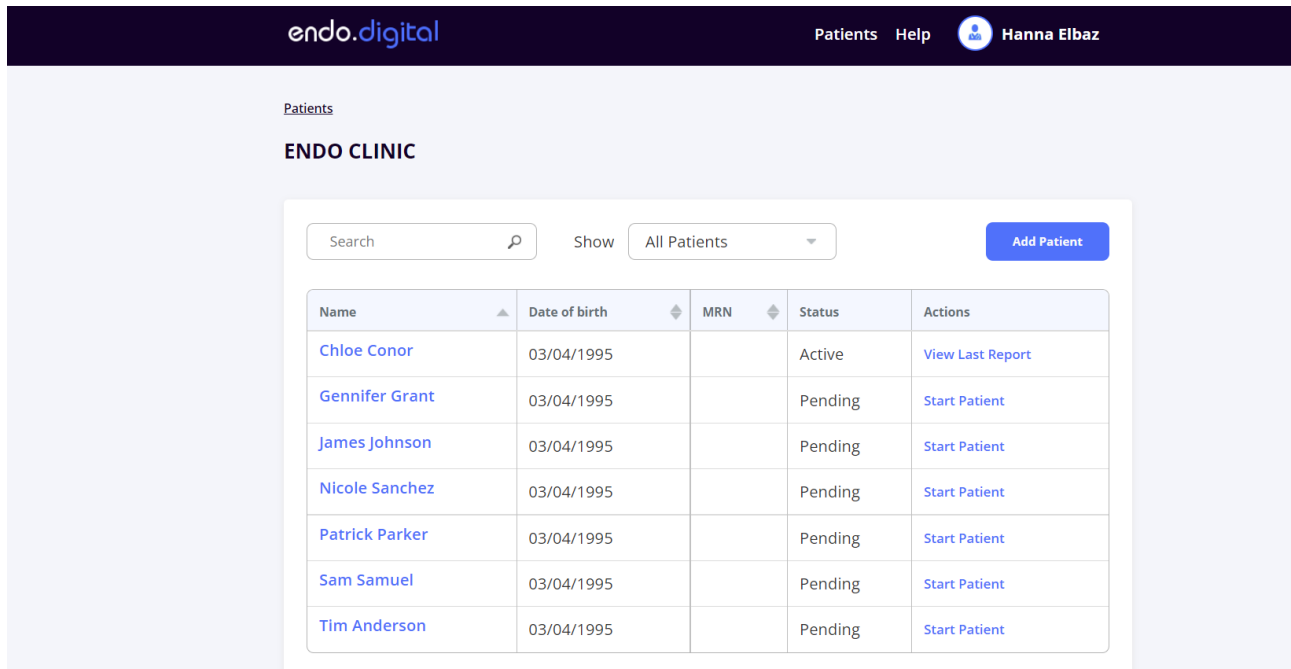 endo.digital Patients Help Hanna Elbaz
Patients
ENDO CLINIC
Search Show All Patients Add Patient
Name Date of birth MRN Status Actions
Chloe Conor 03/04/1995 Active View Last Report
Gennifer Grant 03/04/1995 Pending Start Patient
James Johnson 03/04/1995 Pending Start Patient
Nicole Sanchez 03/04/1995 Pending Start Patient
Patrick Parker 03/04/1995 Pending Start Patient
Sam Samuel 03/04/1995 Pending Start Patient
Tim Anderson 03/04/1995 Pending Start Patient